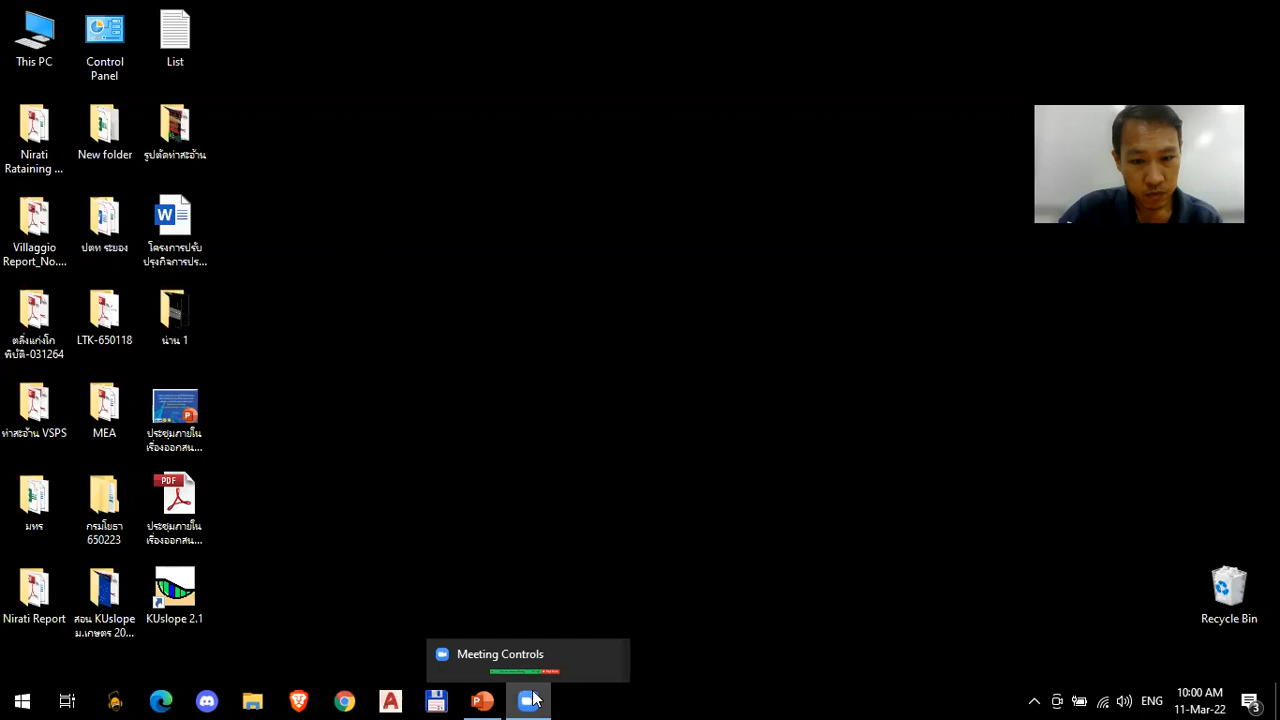 This PC
Control
Panel
List
Nirati
Rataining ...
New folder
รูปตัดท่าสะอ้าน
Villaggio
Report_No....
ปตท ระยอง
โครงการปรับ
ปรุงกิจการประ...
ตลิ่งแก่งโก
พิบัติ-031264
LTK-650118
น่าน 1
ท่าสะอ้าน VSPS
MEA
ประชุมภายใน
เรื่องออกสน...
มทร
กรมโยธา
650223
ประชุมภายใน
เรื่องออกสน...
Nirati Report
สอน KUslope
ม.เกษตร 20...
KUslope 2.1
Recycle Bin
Meeting Controls
ENG
10:00 AM
11-Mar-22
3